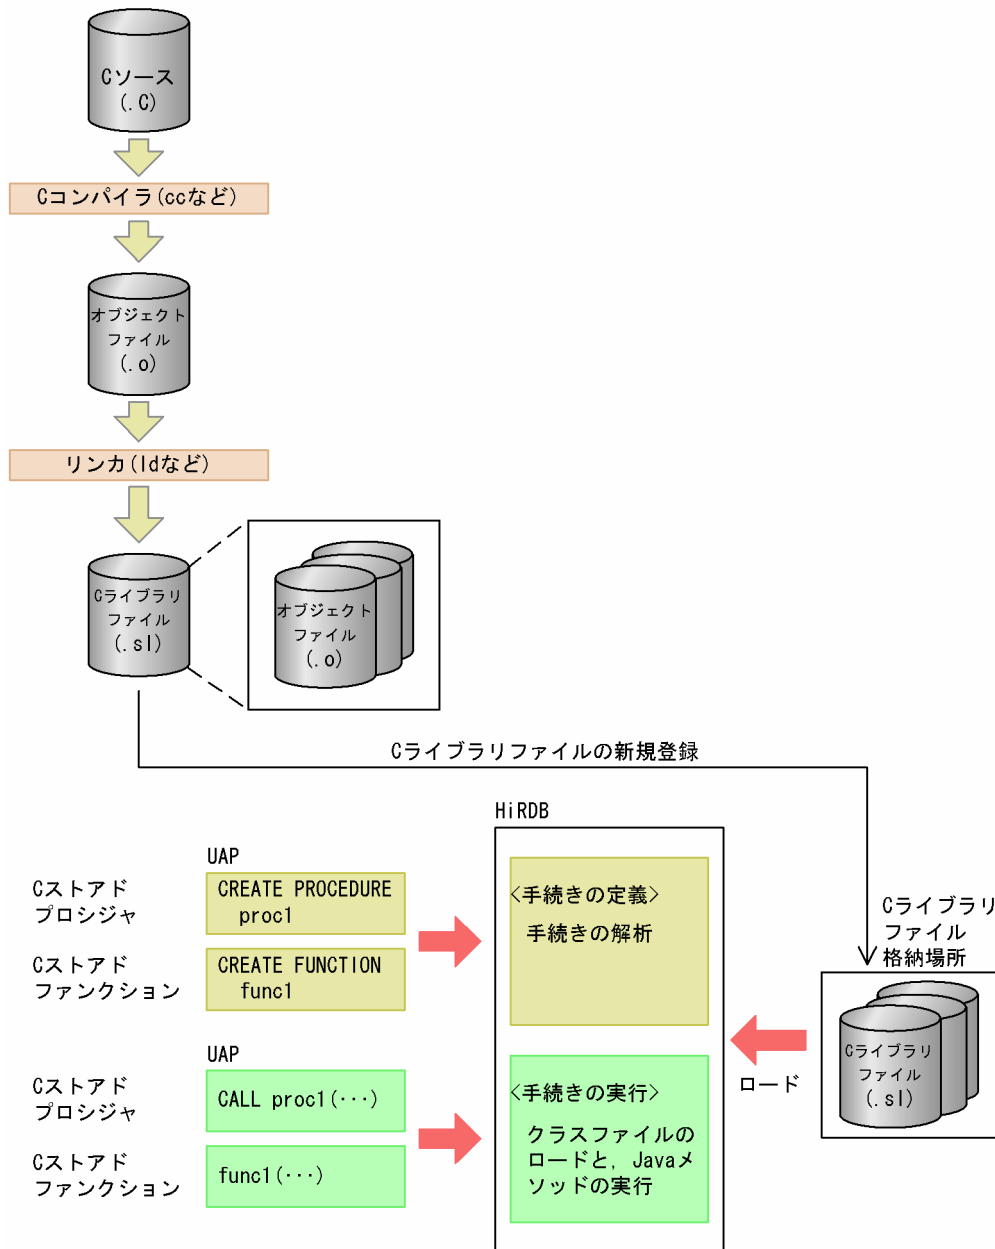 Cソース
(.C)
Cコンパイラ(ccなど)
オブジェクト
ファイル
(.o)
リンカ(ldなど)
Cライブラリ
ファイル
(.sl)
オブジェクト
ファイル
(.o)
Cライブラリファイルの新規登録
HiRDB
UAP
Cストアド
プロシジャ
CREATE PROCEDURE
proc1
Cストアド
ファンクション
CREATE FUNCTION
func1
<手続きの定義>
手続きの解析
Cライブラリ
ファイル
格納場所
Cライブラリ
ファイル
(.sl)
ロード
UAP
Cストアド
プロシジャ
CALL proc1(···)
Cストアド
ファンクション
func1(···)
<手続きの実行>
クラスファイルの
ロードと, Javaメ
ソッドの実行